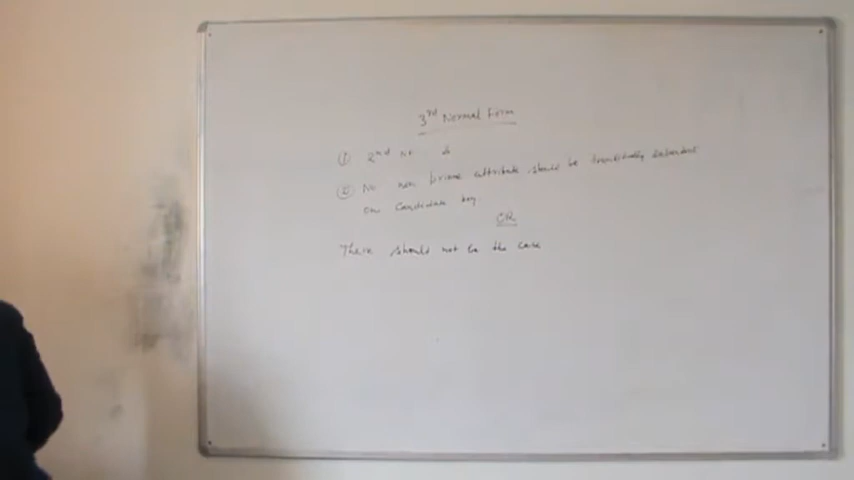 3rd Normal Form
① 2nd NF &
② No non prime attribute should be transitively dependent
on candidate key
OR
There should not be the case